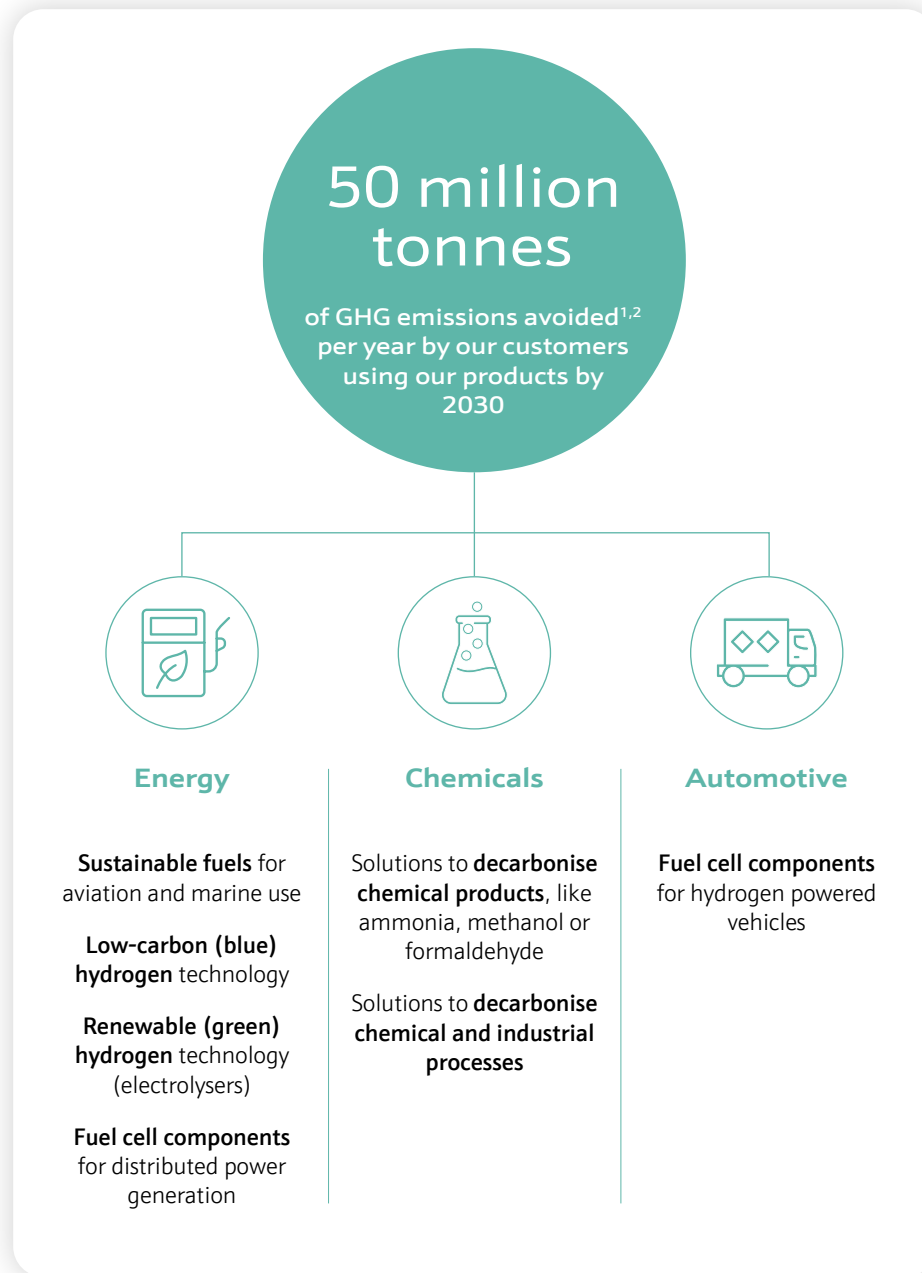 50 million
tonnes
of GHG emissions avoided1,2
per year by our customers
using our products by
2030
Energy
Sustainable fuels for
aviation and marine use
Low-carbon (blue)
hydrogen technology
Renewable (green)
hydrogen technology
(electrolysers)
Fuel cell components
for distributed power
generation
Chemicals
Solutions to decarbonise
chemical products, like
ammonia, methanol or
formaldehyde
Solutions to decarbonise
chemical and industrial
processes
Automotive
Fuel cell components
for hydrogen powered
vehicles